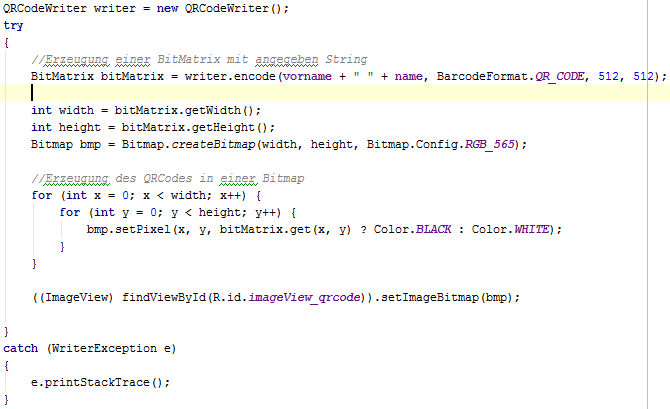 QRCodeWriter writer = new QRCodeWriter();
try
{
    //Erzeugung einer BitMatrix mit angegeben String
    BitMatrix bitMatrix = writer.encode(vorname + " " + name, BarcodeFormat.QR_CODE, 512, 512);
    int width = bitMatrix.getWidth();
    int height = bitMatrix.getHeight();
    Bitmap bmp = Bitmap.createBitmap(width, height, Bitmap.Config.RGB_565);
    //Erzeugung des QRCodes in einer Bitmap
    for (int x = 0; x < width; x++) {
        for (int y = 0; y < height; y++) {
            bmp.setPixel(x, y, bitMatrix.get(x, y) ? Color.BLACK : Color.WHITE);
        }
    }
    ((ImageView) findViewById(R.id.imageView_qrcode)).setImageBitmap(bmp);
}
catch (WriterException e)
{
    e.printStackTrace();
}